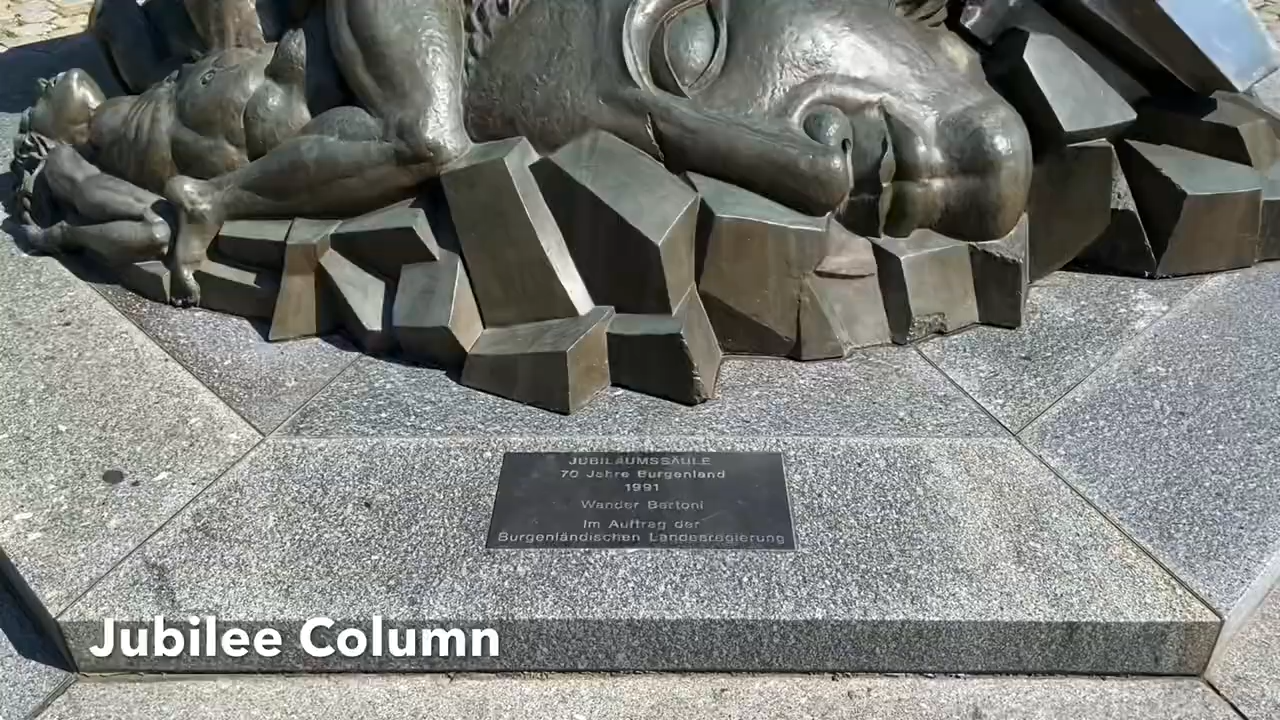 JUBILÄUMSSÄULE
70 Jahre Burgenland
1991
Wander Bertoni
Im Auftrag der
Burgenländischen Landesregierung
Jubilee Column